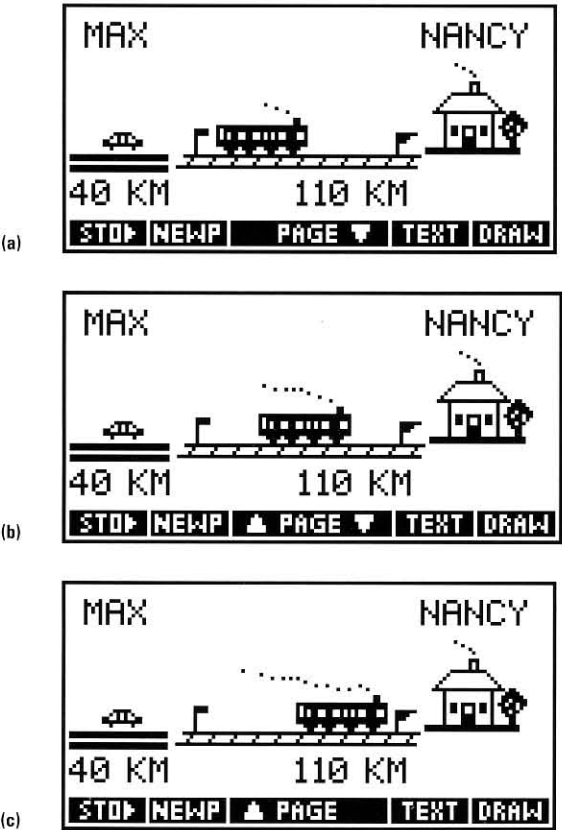 MAX NANCY
40 KM 110 KM
STO▶ NEWP PAGE ▼ TEXT DRAW
(a)
MAX NANCY
40 KM 110 KM
STO▶ NEWP ▲ PAGE ▼ TEXT DRAW
(b)
MAX NANCY
40 KM 110 KM
STO▶ NEWP ▲ PAGE TEXT DRAW
(c)